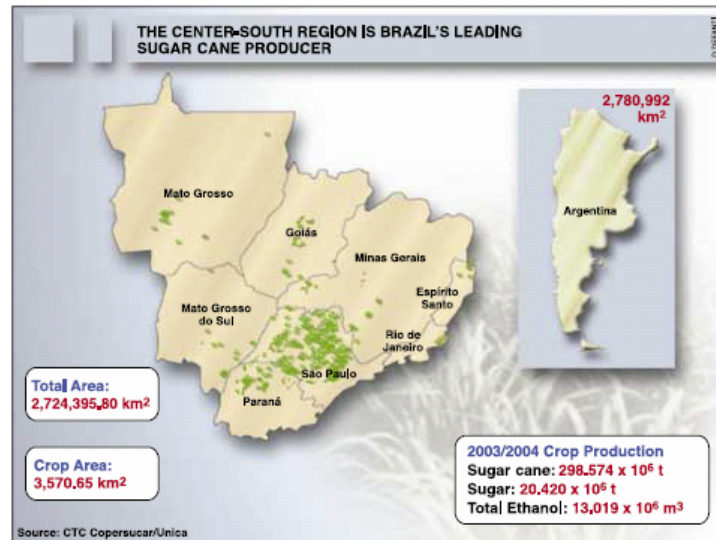 THE CENTER-SOUTH REGION IS BRAZIL'S LEADING
SUGAR CANE PRODUCER
2,780,992
km²
Mato Grosso
Argentina
Goiás
Minas Gerais
Espírito
Santo
Mato Grosso
do Sul
Rio de
Janeiro
São Paulo
Paraná
Total Area:
2,724,395.80 km²
Crop Area:
3,570.65 km²
2003/2004 Crop Production
Sugar cane: 298.574 x 10⁶ t
Sugar: 20.420 x 10⁶ t
Total Ethanol: 13.019 x 10⁶ m³
Source: CTC Copersucar/Unica